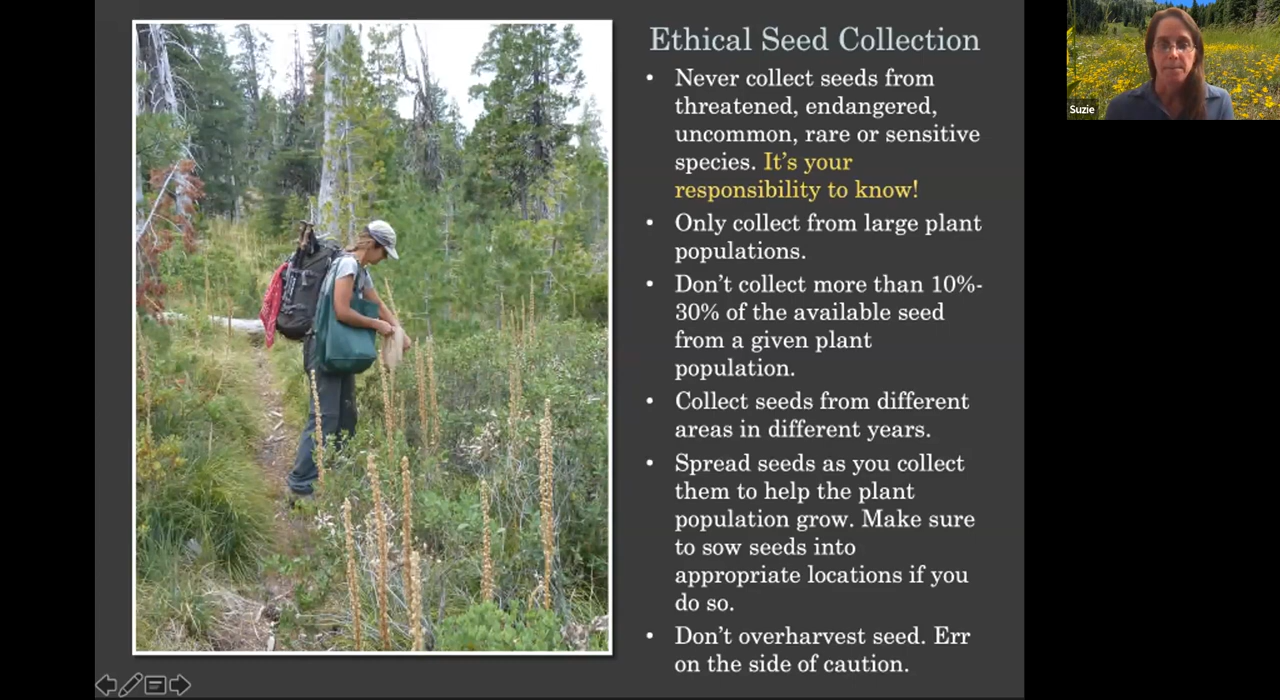 Ethical Seed Collection
• Never collect seeds from
threatened, endangered,
uncommon, rare or sensitive
species. It’s your
responsibility to know!
• Only collect from large plant
populations.
• Don’t collect more than 10%-
30% of the available seed
from a given plant
population.
• Collect seeds from different
areas in different years.
• Spread seeds as you collect
them to help the plant
population grow. Make sure
to sow seeds into
appropriate locations if you
do so.
• Don’t overharvest seed. Err
on the side of caution.
Suzie